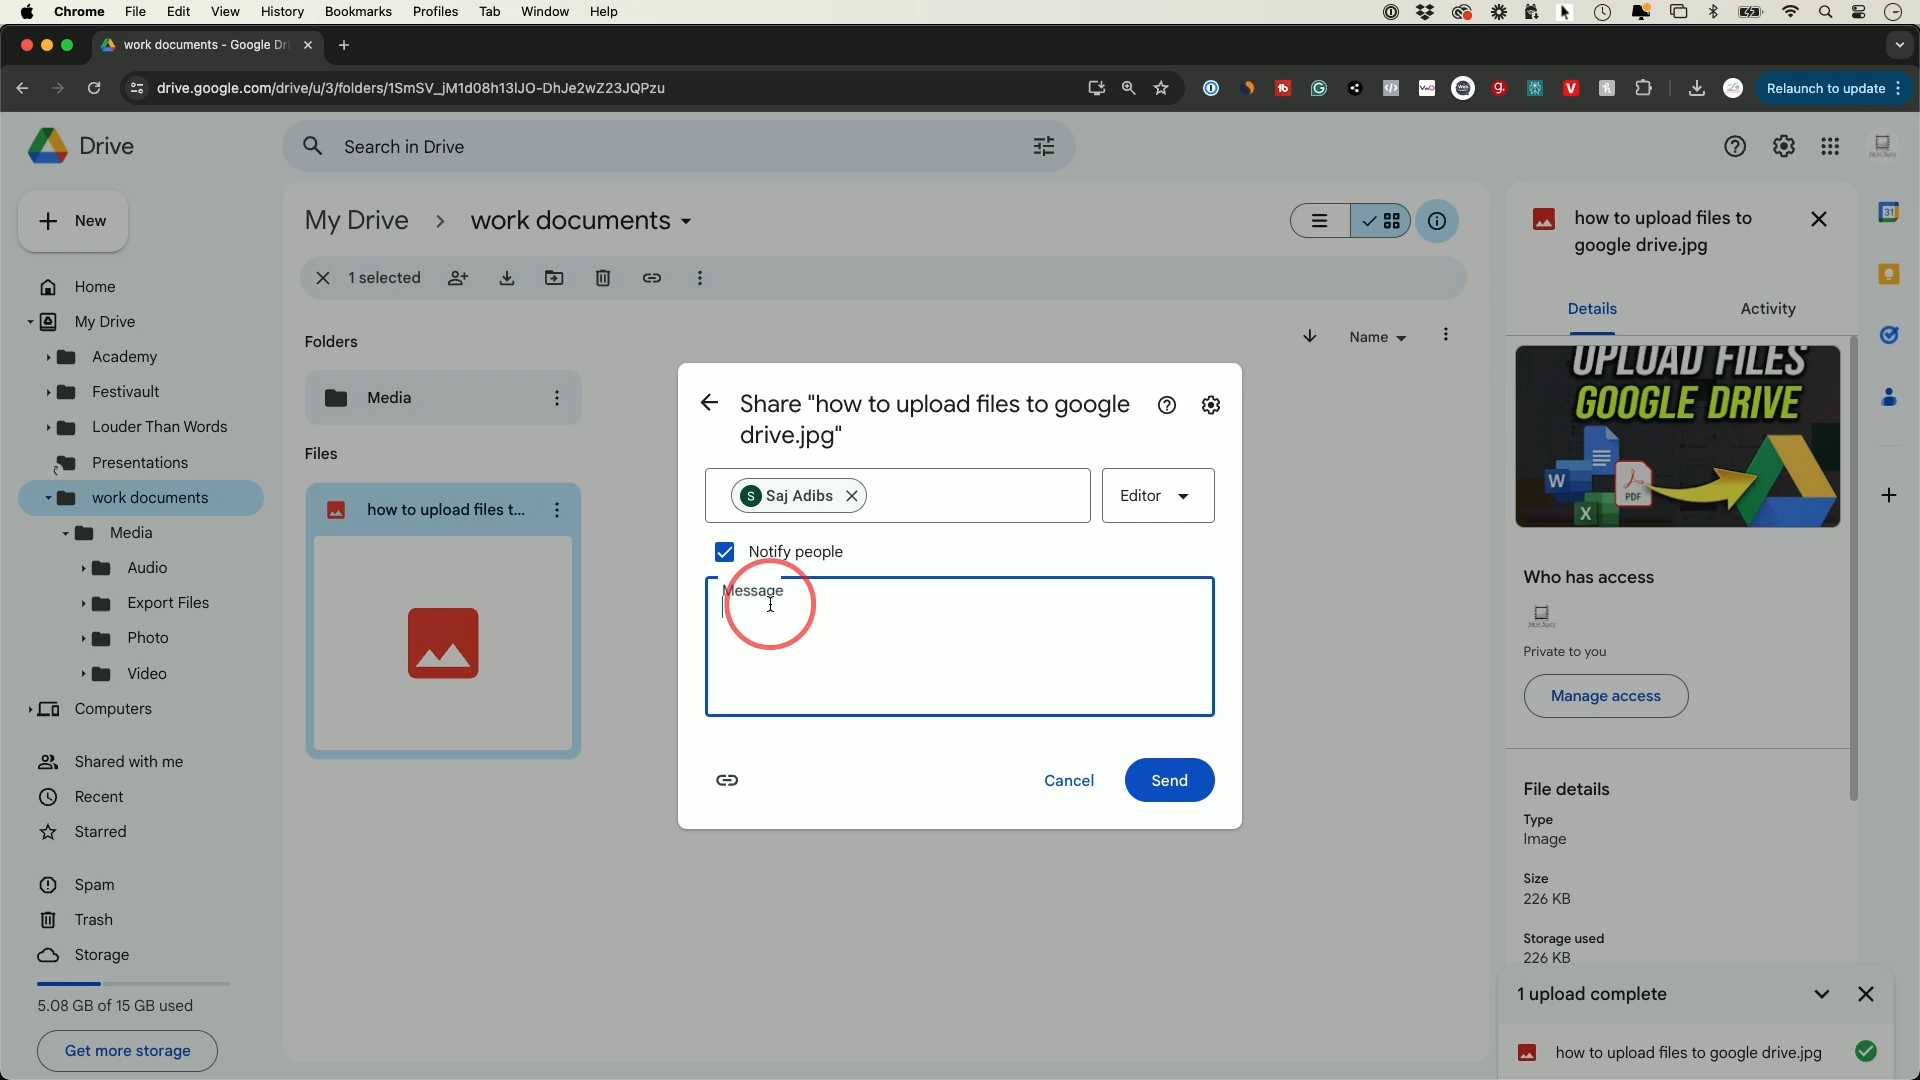 Chrome File Edit View History Bookmarks Profiles Tab Window Help
work documents - Google Dri
drive.google.com/drive/u/3/folders/1SmSV_jM1d08h13lJO-DhJe2wZ23JQPzu
Relaunch to update
Drive
Search in Drive
New
Home
My Drive
Academy
Festivault
Louder Than Words
Presentations
work documents
Media
Audio
Export Files
Photo
Video
Computers
Shared with me
Recent
Starred
Spam
Trash
Storage
5.08 GB of 15 GB used
Get more storage
My Drive > work documents
1 selected
Folders
Name
Media
Files
how to upload files t...
Share "how to upload files to google
drive.jpg"
S Saj Adibs
Editor
Notify people
Message
Cancel
Send
how to upload files to
google drive.jpg
Details
Activity
UPLOAD FILES
GOOGLE DRIVE
W
PDF
X
Who has access
Private to you
Manage access
File details
Type
Image
Size
226 KB
Storage used
226 KB
1 upload complete
how to upload files to google drive.jpg
31